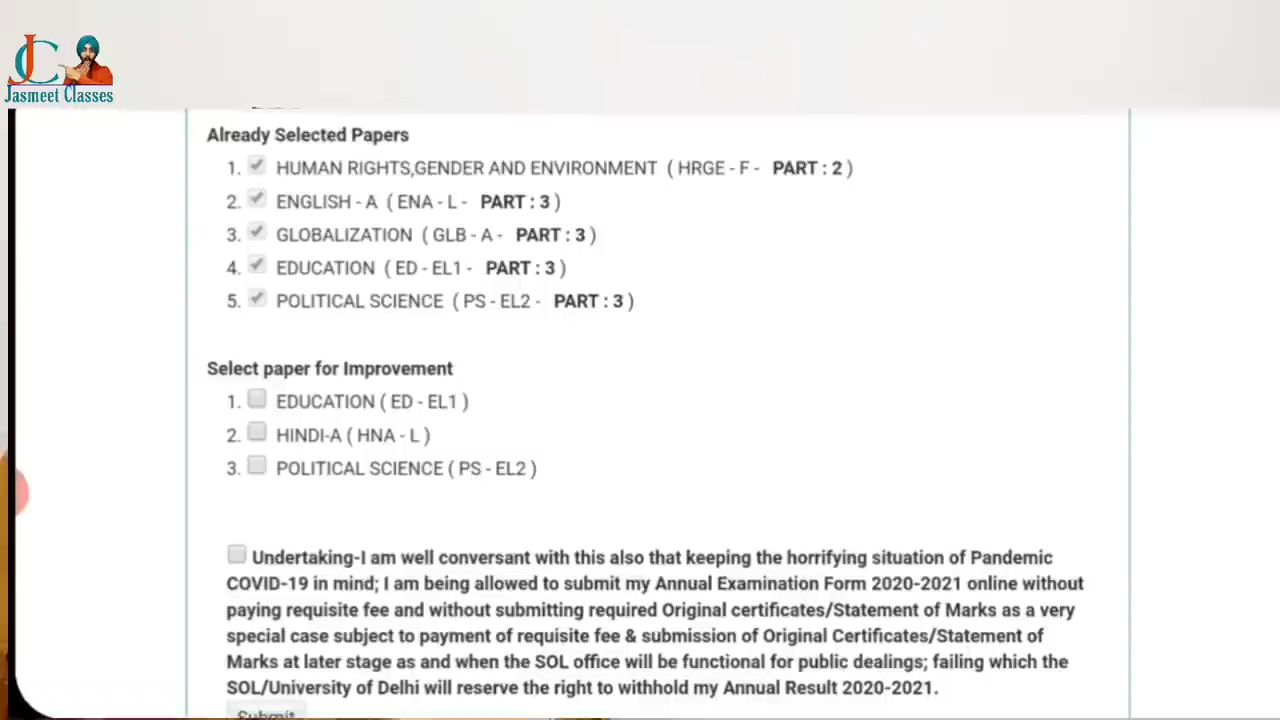 JC
Jasmeet Classes
Already Selected Papers
1. HUMAN RIGHTS,GENDER AND ENVIRONMENT ( HRGE - F - PART : 2 )
2. ENGLISH - A ( ENA - L - PART : 3 )
3. GLOBALIZATION ( GLB - A - PART : 3 )
4. EDUCATION ( ED - EL1 - PART : 3 )
5. POLITICAL SCIENCE ( PS - EL2 - PART : 3 )
Select paper for Improvement
1. EDUCATION ( ED - EL1 )
2. HINDI-A ( HNA - L )
3. POLITICAL SCIENCE ( PS - EL2 )
Undertaking-I am well conversant with this also that keeping the horrifying situation of Pandemic
COVID-19 in mind; I am being allowed to submit my Annual Examination Form 2020-2021 online without
paying requisite fee and without submitting required Original certificates/Statement of Marks as a very
special case subject to payment of requisite fee & submission of Original Certificates/Statement of
Marks at later stage as and when the SOL office will be functional for public dealings; failing which the
SOL/University of Delhi will reserve the right to withhold my Annual Result 2020-2021.
Submit